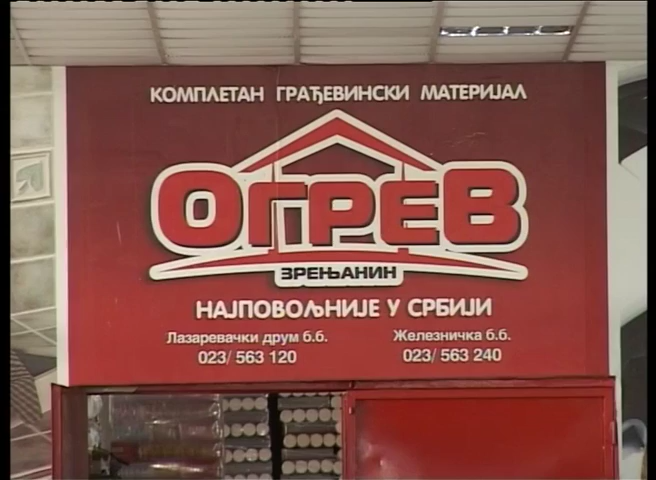 КОМПЛЕТАН ГРАЂЕВИНСКИ МАТЕРИЈАЛ
ОГРЕВ
ЗРЕЊАНИН
НАЈПОВОЉНИЈЕ У СРБИЈИ
Лазаревачки друм б.б. Железничка б.б.
023/ 563 120 023/ 563 240